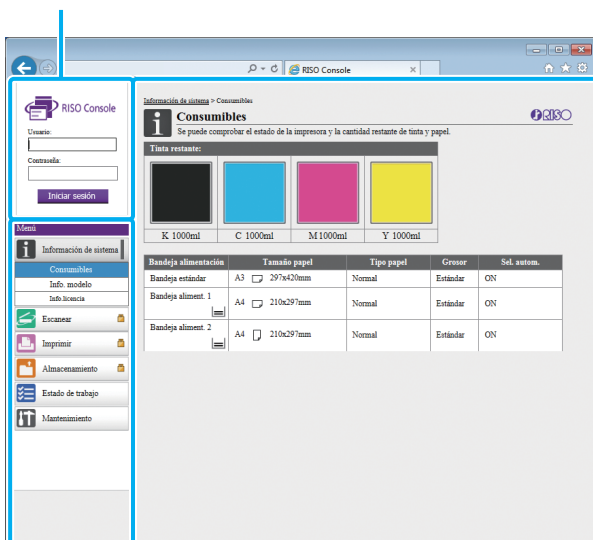 RISO Console
RISO Console
Usuario:
Contraseña:
Iniciar sesión
Menú
Información de sistema
Consumibles
Info. modelo
Info.licencia
Escanear
Imprimir
Almacenamiento
Estado de trabajo
Mantenimiento
Información de sistema > Consumibles
Consumibles
RISO
Se puede comprobar el estado de la impresora y la cantidad restante de tinta y papel.
Tinta restante:
K 1000ml C 1000ml M 1000ml Y 1000ml
Bandeja alimentación Tamaño papel Tipo papel Grosor Sel. autom.
Bandeja estándar A3 297x420mm Normal Estándar ON
Bandeja aliment. 1 A4 210x297mm Normal Estándar ON
Bandeja aliment. 2 A4 210x297mm Normal Estándar ON